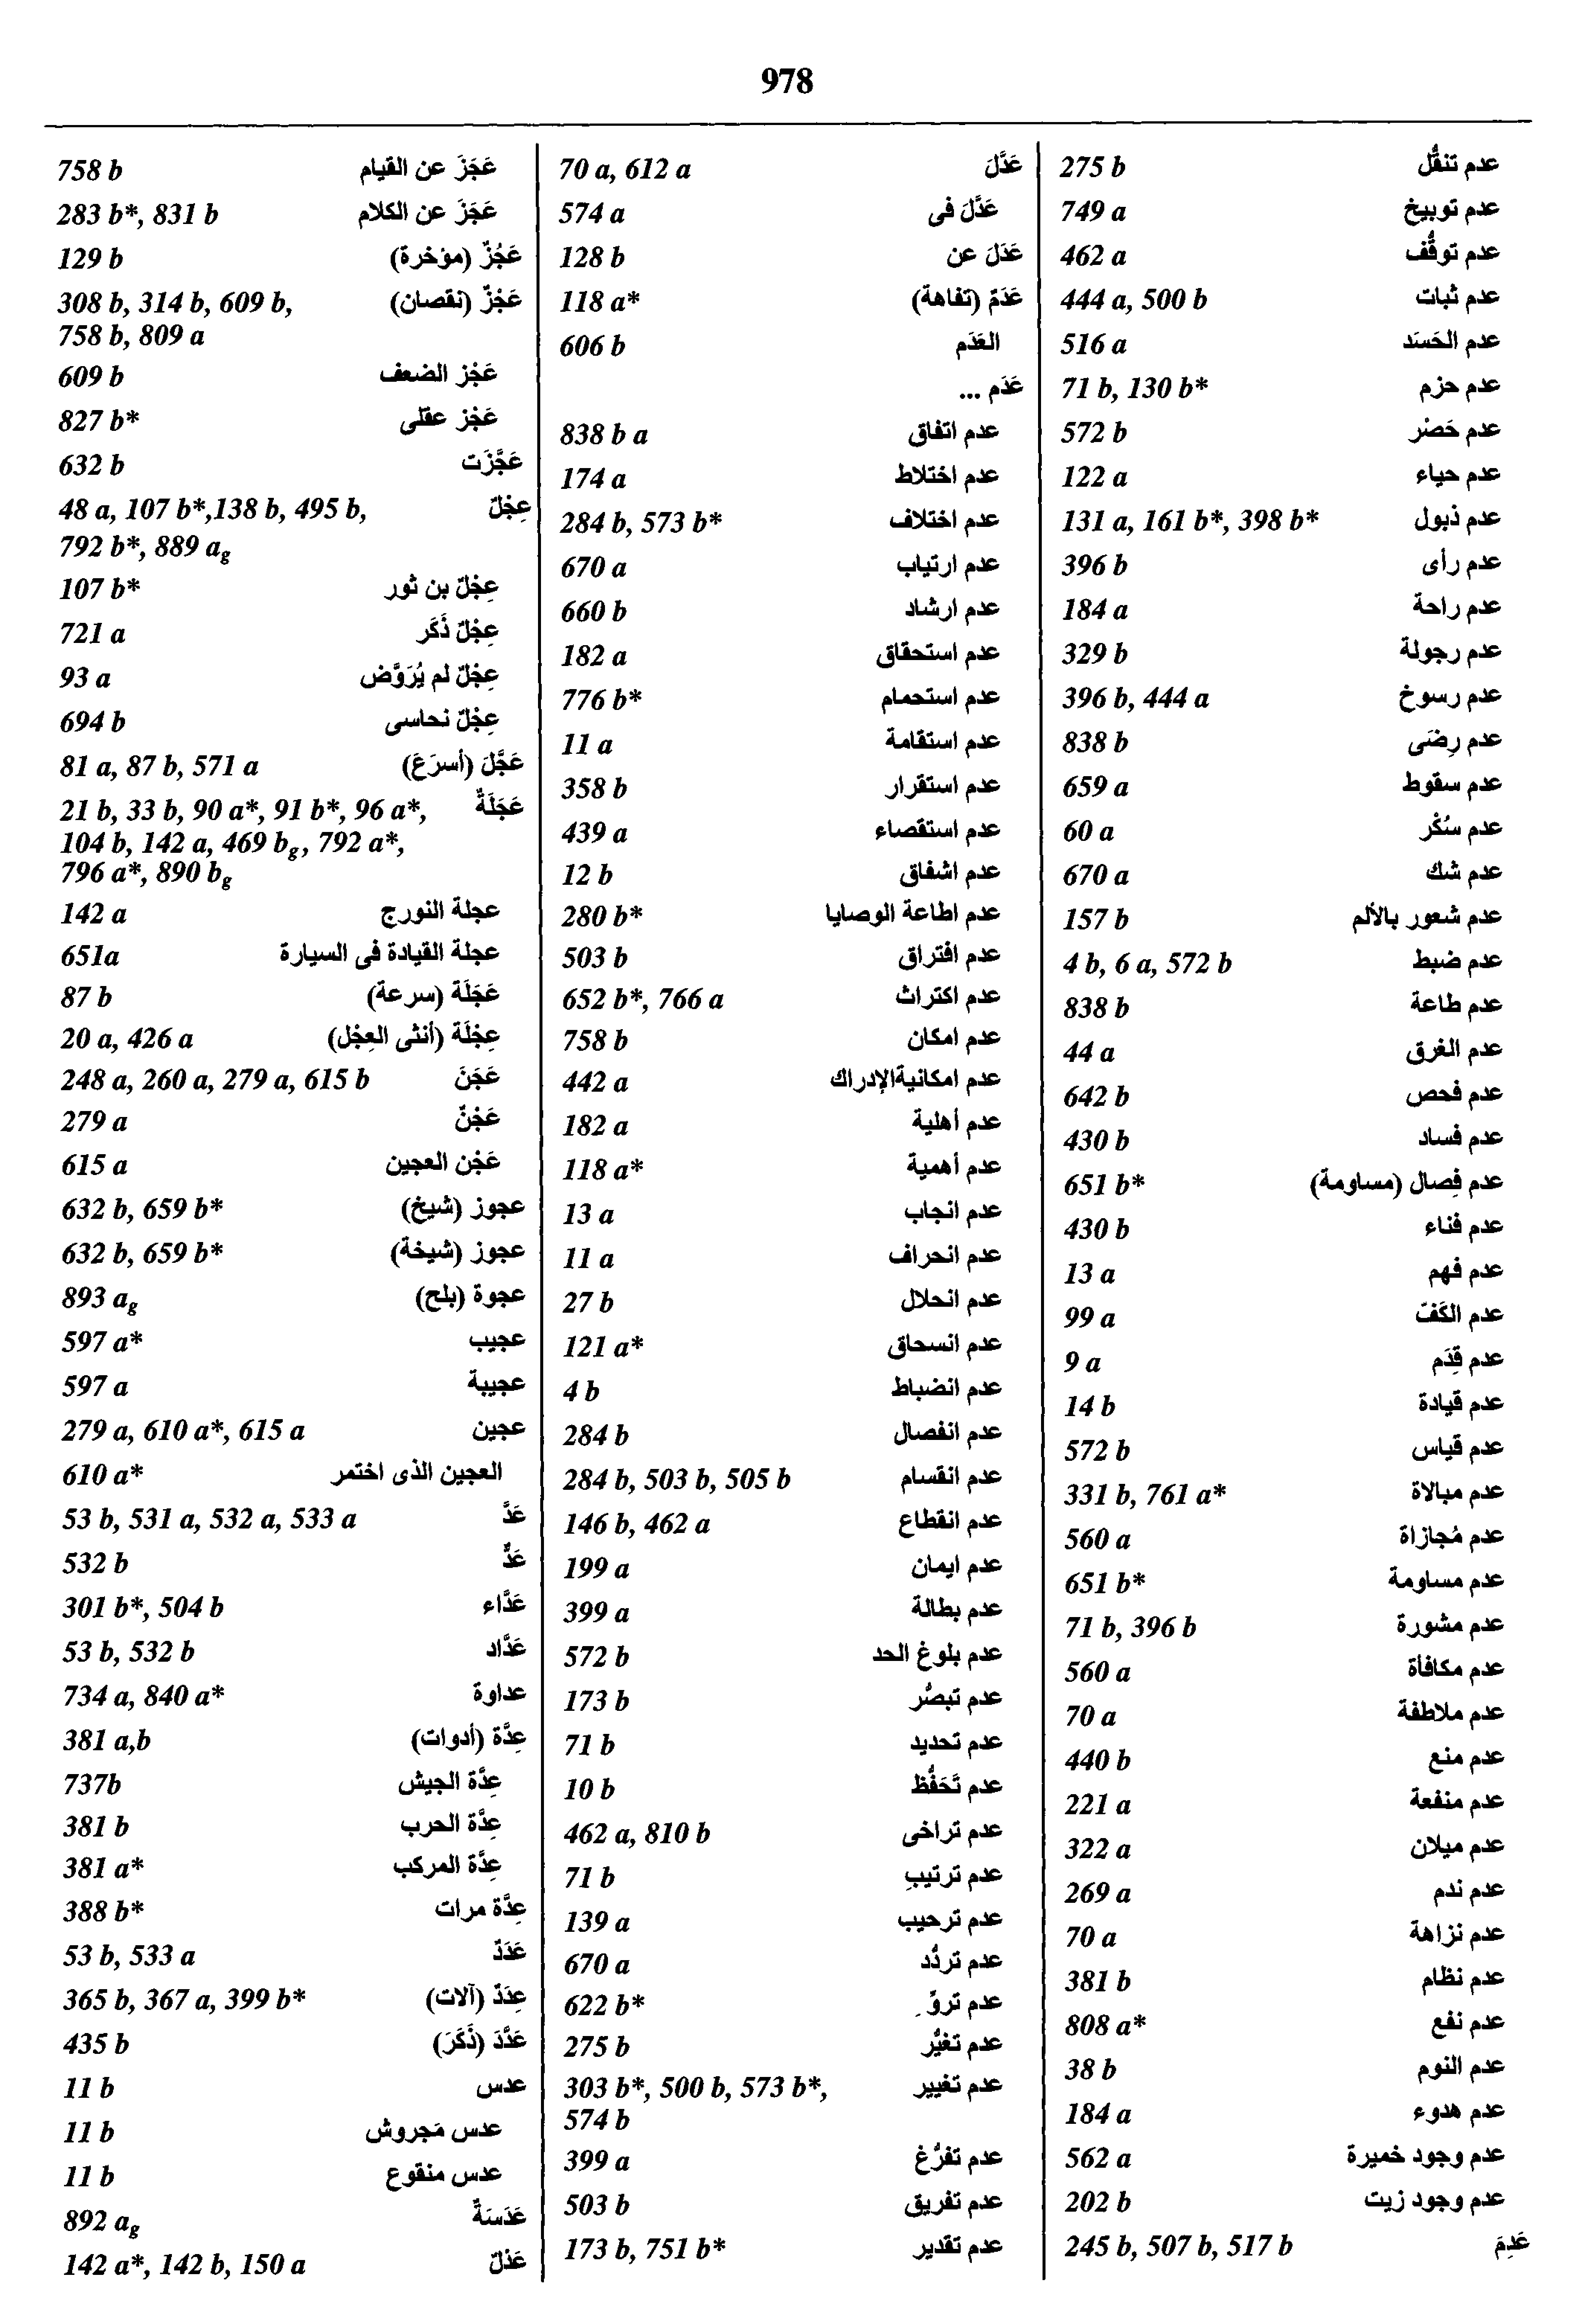 978
عَجَزَ عن القيام 758 b
عَجَزَ عن الكلام 283 b*, 831 b
عَجُزٌ (مؤخرة) 129 b
عَجْزٌ (نقصان) 308 b, 314 b, 609 b,
758 b, 809 a
عَجْز الضعف 609 b
عَجْز عقلى 827 b*
عَجَّزَت 632 b
عِجْلٌ 48 a, 107 b*,138 b, 495 b,
792 b*, 889 ag
عِجْلٌ بن ثور 107 b*
عِجْلٌ ذَكَر 721 a
عِجْلٌ لم يُرَوَّض 93 a
عِجْلٌ نحاسى 694 b
عَجَّلَ (أسرَعَ) 81 a, 87 b, 571 a
عَجَلَةٌ 21 b, 33 b, 90 a*, 91 b*, 96 a*,
104 b, 142 a, 469 bg, 792 a*,
796 a*, 890 bg
عجلة النورج 142 a
عجلة القيادة فى السيارة 651a
عَجَلَة (سرعة) 87 b
عِجْلَة (أنثى العِجْل) 20 a, 426 a
عَجَنَ 248 a, 260 a, 279 a, 615 b
عَجْنٌ 279 a
عَجْن العجين 615 a
عجوز (شيخ) 632 b, 659 b*
عجوز (شيخة) 632 b, 659 b*
عجوة (بلح) 893 ag
عجيب 597 a*
عجيبة 597 a
عجين 279 a, 610 a*, 615 a
العجين الذى اختمر 610 a*
عَدَّ 53 b, 531 a, 532 a, 533 a
عَدٌّ 532 b
عَدَّاء 301 b*, 504 b
عَدَّاد 53 b, 532 b
عداوة 734 a, 840 a*
عِدَّة (أدوات) 381 a,b
عِدَّة الجيش 737b
عِدَّة الحرب 381 b
عِدَّة المركب 381 a*
عِدَّة مرات 388 b*
عَدَدٌ 53 b, 533 a
عِدَدٌ (آلات) 365 b, 367 a, 399 b*
عَدَّدَ (ذَكَرَ) 435 b
عدس 11 b
عدس مَجروش 11 b
عدس منقوع 11 b
عَدَسَةٌ 892 ag
عَدْلٌ 142 a*, 142 b, 150 a
عَدَّلَ 70 a, 612 a
عَدَّلَ فى 574 a
عَدَلَ عن 128 b
عَدَمٌ (تفاهة) 118 a*
العَدَم 606 b
عَدَم ...
عدم اتفاق 838 b a
عدم اختلاط 174 a
عدم اختلاف 284 b, 573 b*
عدم ارتياب 670 a
عدم ارشاد 660 b
عدم استحقاق 182 a
عدم استحمام 776 b*
عدم استقامة 11 a
عدم استقرار 358 b
عدم استقصاء 439 a
عدم اشفاق 12 b
عدم اطاعة الوصايا 280 b*
عدم افتراق 503 b
عدم اكتراث 652 b*, 766 a
عدم امكان 758 b
عدم امكانيةالإدراك 442 a
عدم أهلية 182 a
عدم أهمية 118 a*
عدم انجاب 13 a
عدم انحراف 11 a
عدم انحلال 27 b
عدم انسحاق 121 a*
عدم انضباط 4 b
عدم انفصال 284 b
عدم انقسام 284 b, 503 b, 505 b
عدم انقطاع 146 b, 462 a
عدم ايمان 199 a
عدم بطالة 399 a
عدم بلوغ الحد 572 b
عدم تبصُّر 173 b
عدم تحديد 71 b
عدم تَحَفُّظ 10 b
عدم تراخى 462 a, 810 b
عدم ترتيب 71 b
عدم ترحيب 139 a
عدم تردُّد 670 a
عدم تروٍّ 622 b*
عدم تغيُّر 275 b
عدم تغيير 303 b*, 500 b, 573 b*,
574 b
عدم تفرُّغ 399 a
عدم تفريق 503 b
عدم تقدير 173 b, 751 b*
عدم تنقُّل 275 b
عدم توبيخ 749 a
عدم توقُّف 462 a
عدم ثبات 444 a, 500 b
عدم الحَسَد 516 a
عدم حزم 71 b, 130 b*
عدم حَصْر 572 b
عدم حياء 122 a
عدم ذبول 131 a, 161 b*, 398 b*
عدم رأى 396 b
عدم راحة 184 a
عدم رجولة 329 b
عدم رسوخ 396 b, 444 a
عدم رِضَى 838 b
عدم سقوط 659 a
عدم سُكْر 60 a
عدم شك 670 a
عدم شعور بالألم 157 b
عدم ضبط 4 b, 6 a, 572 b
عدم طاعة 838 b
عدم الغرق 44 a
عدم فحص 642 b
عدم فساد 430 b
عدم فِصال (مساومة) 651 b*
عدم فناء 430 b
عدم فهم 13 a
عدم الكَفّ 99 a
عدم قِدَم 9 a
عدم قيادة 14 b
عدم قياس 572 b
عدم مبالاة 331 b, 761 a*
عدم مُجازاة 560 a
عدم مساومة 651 b*
عدم مشورة 71 b, 396 b
عدم مكافأة 560 a
عدم ملاطفة 70 a
عدم منع 440 b
عدم منفعة 221 a
عدم ميلان 322 a
عدم ندم 269 a
عدم نزاهة 70 a
عدم نظام 381 b
عدم نفع 808 a*
عدم النوم 38 b
عدم هدوء 184 a
عدم وجود خميرة 562 a
عدم وجود زيت 202 b
عَدِمَ 245 b, 507 b, 517 b